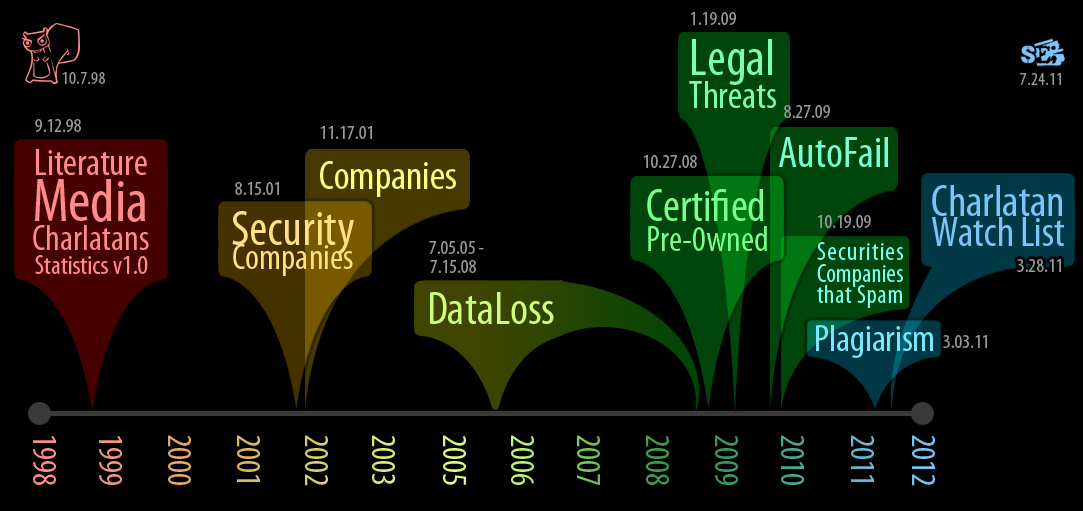 10.7.98
9.12.98
Literature
Media
Charlatans
Statistics v1.0
8.15.01
Security
Companies
11.17.01
Companies
7.05.05 -
7.15.08
DataLoss
10.27.08
Certified
Pre-Owned
1.19.09
Legal
Threats
8.27.09
AutoFail
10.19.09
Securities
Companies
that Spam
Plagiarism
3.03.11
Charlatan
Watch List
3.28.11
7.24.11
1998
1999
2000
2001
2002
2003
2005
2006
2007
2008
2009
2010
2011
2012